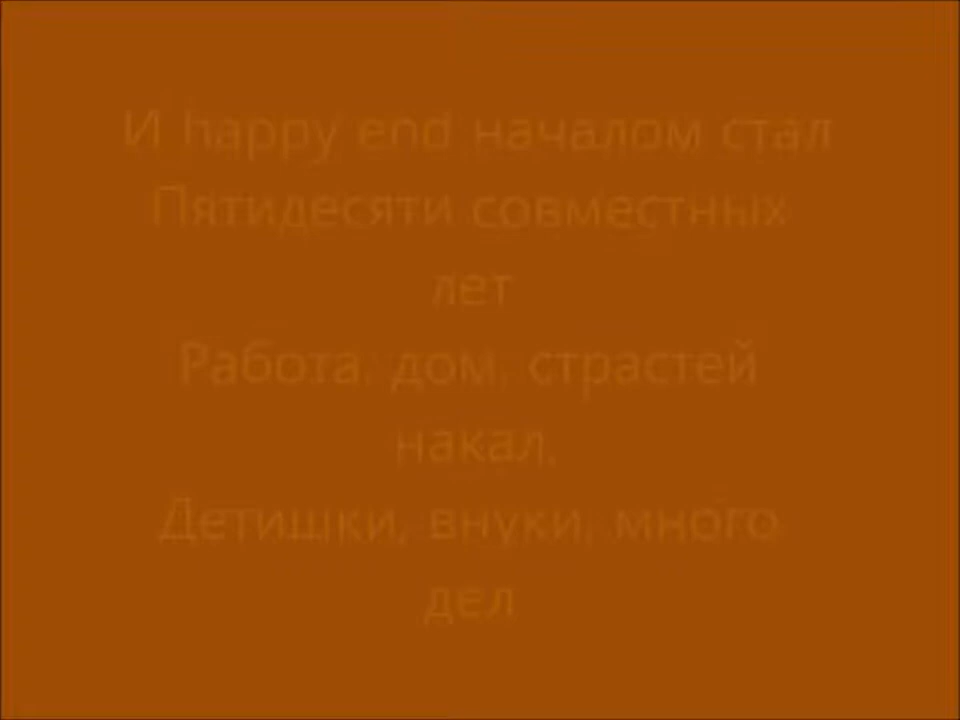 И happy end началом стал
Пятидесяти совместных
лет
Работа, дом, страстей
накал,
Детишки, внуки, много
дел